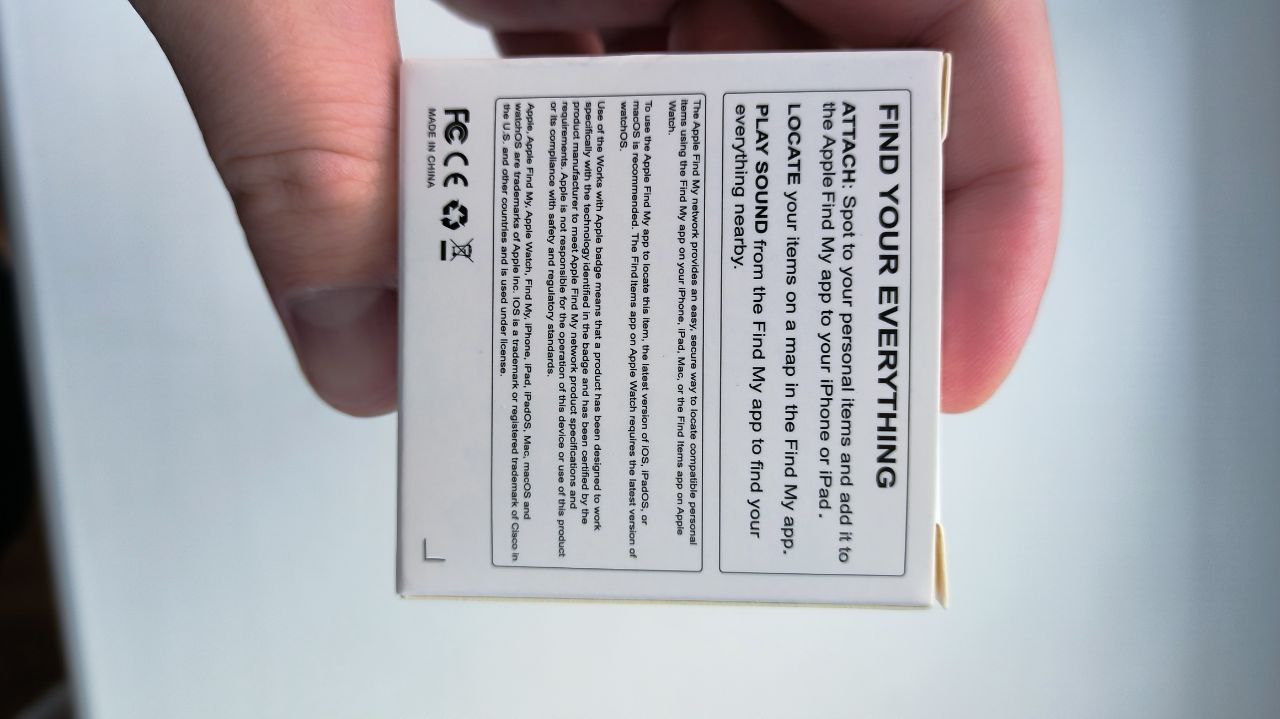 FIND YOUR EVERYTHING
ATTACH: Spot to your personal items and add it to
the Apple Find My app to your iPhone or iPad.
LOCATE your items on a map in the Find My app.
PLAY SOUND from the Find My app to find your
everything nearby.
The Apple Find My network provides an easy, secure way to locate compatible personal
items using the Find My app on your iPhone, iPad, Mac, or the Find Items app on Apple
Watch.
To use the Apple Find My app to locate this item, the latest version of iOS, iPadOS, or
macOS is recommended. The Find Items app on Apple Watch requires the latest version of
watchOS.
Use of the Works with Apple badge means that a product has been designed to work
specifically with the technology identified in the badge and has been certified by the
product manufacturer to meet Apple Find My network product specifications and
requirements. Apple is not responsible for the operation of this device or use of this product
or its compliance with safety and regulatory standards.
Apple, Apple Find My, Apple Watch, Find My, iPhone, iPad, iPadOS, Mac, macOS and
watchOS are trademarks of Apple Inc. IOS is a trademark or registered trademark of Cisco in
the U.S. and other countries and is used under license.
FC CE
MADE IN CHINA